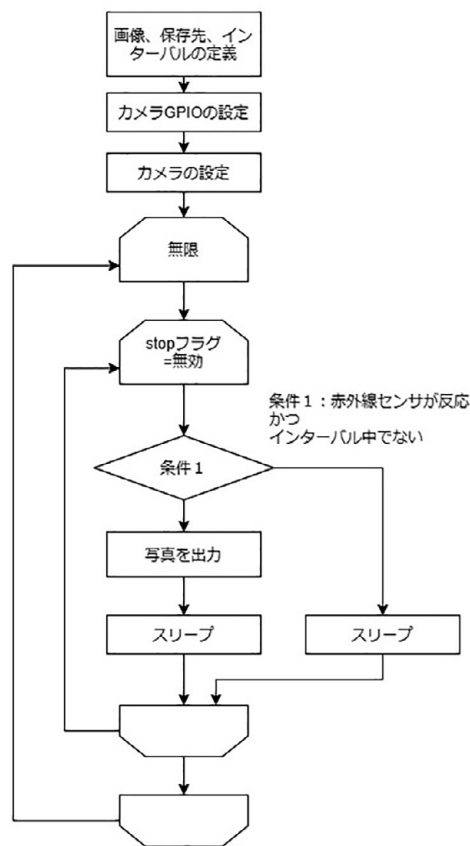 画像、保存先、イン
ターバルの定義
カメラGPIOの設定
カメラの設定
無限
stopフラグ
=無効
条件１：赤外線センサが反応
かつ
インターバル中でない
条件１
写真を出力
スリープ
スリープ